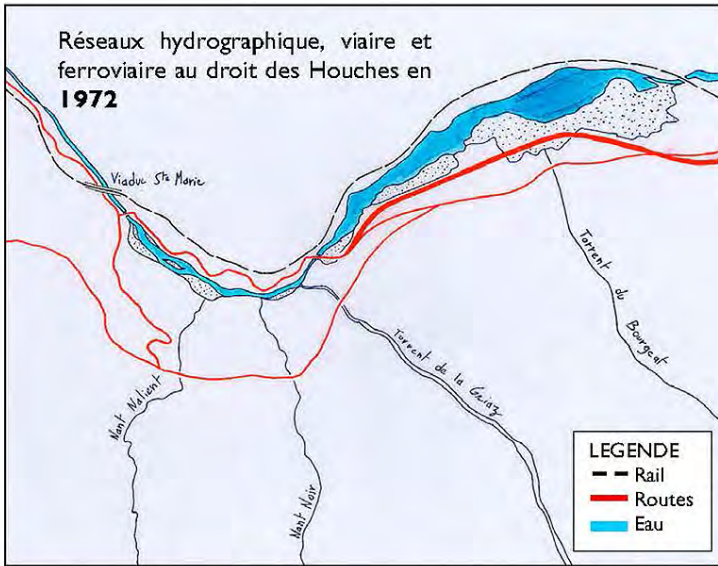 Réseaux hydrographique, viaire et
ferroviaire au droit des Houches en
1972
Viaduc Ste Marie
Torrent du Bourgeat
Torrent de la Griaz
Nant Nalient
Nant Noir
LEGENDE
Rail
Routes
Eau